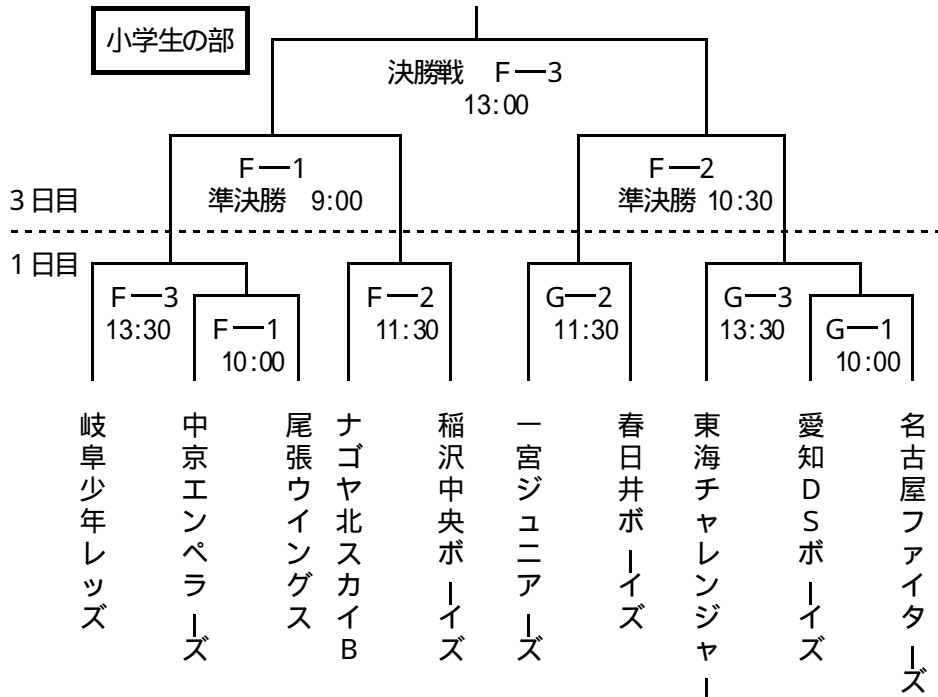 小学生の部
決勝戦 F―3
13:00
F―1
準決勝 9:00
F―2
準決勝 10:30
3日目
1日目
F―3
13:30
F―1
10:00
F―2
11:30
G―2
11:30
G―3
13:30
G―1
10:00
岐阜少年レッズ
中京エンペラーズ
尾張ウイングス
ナゴヤ北スカイB
稲沢中央ボーイズ
一宮ジュニアーズ
春日井ボーイズ
東海チャレンジャー
愛知DSボーイズ
名古屋ファイターズ